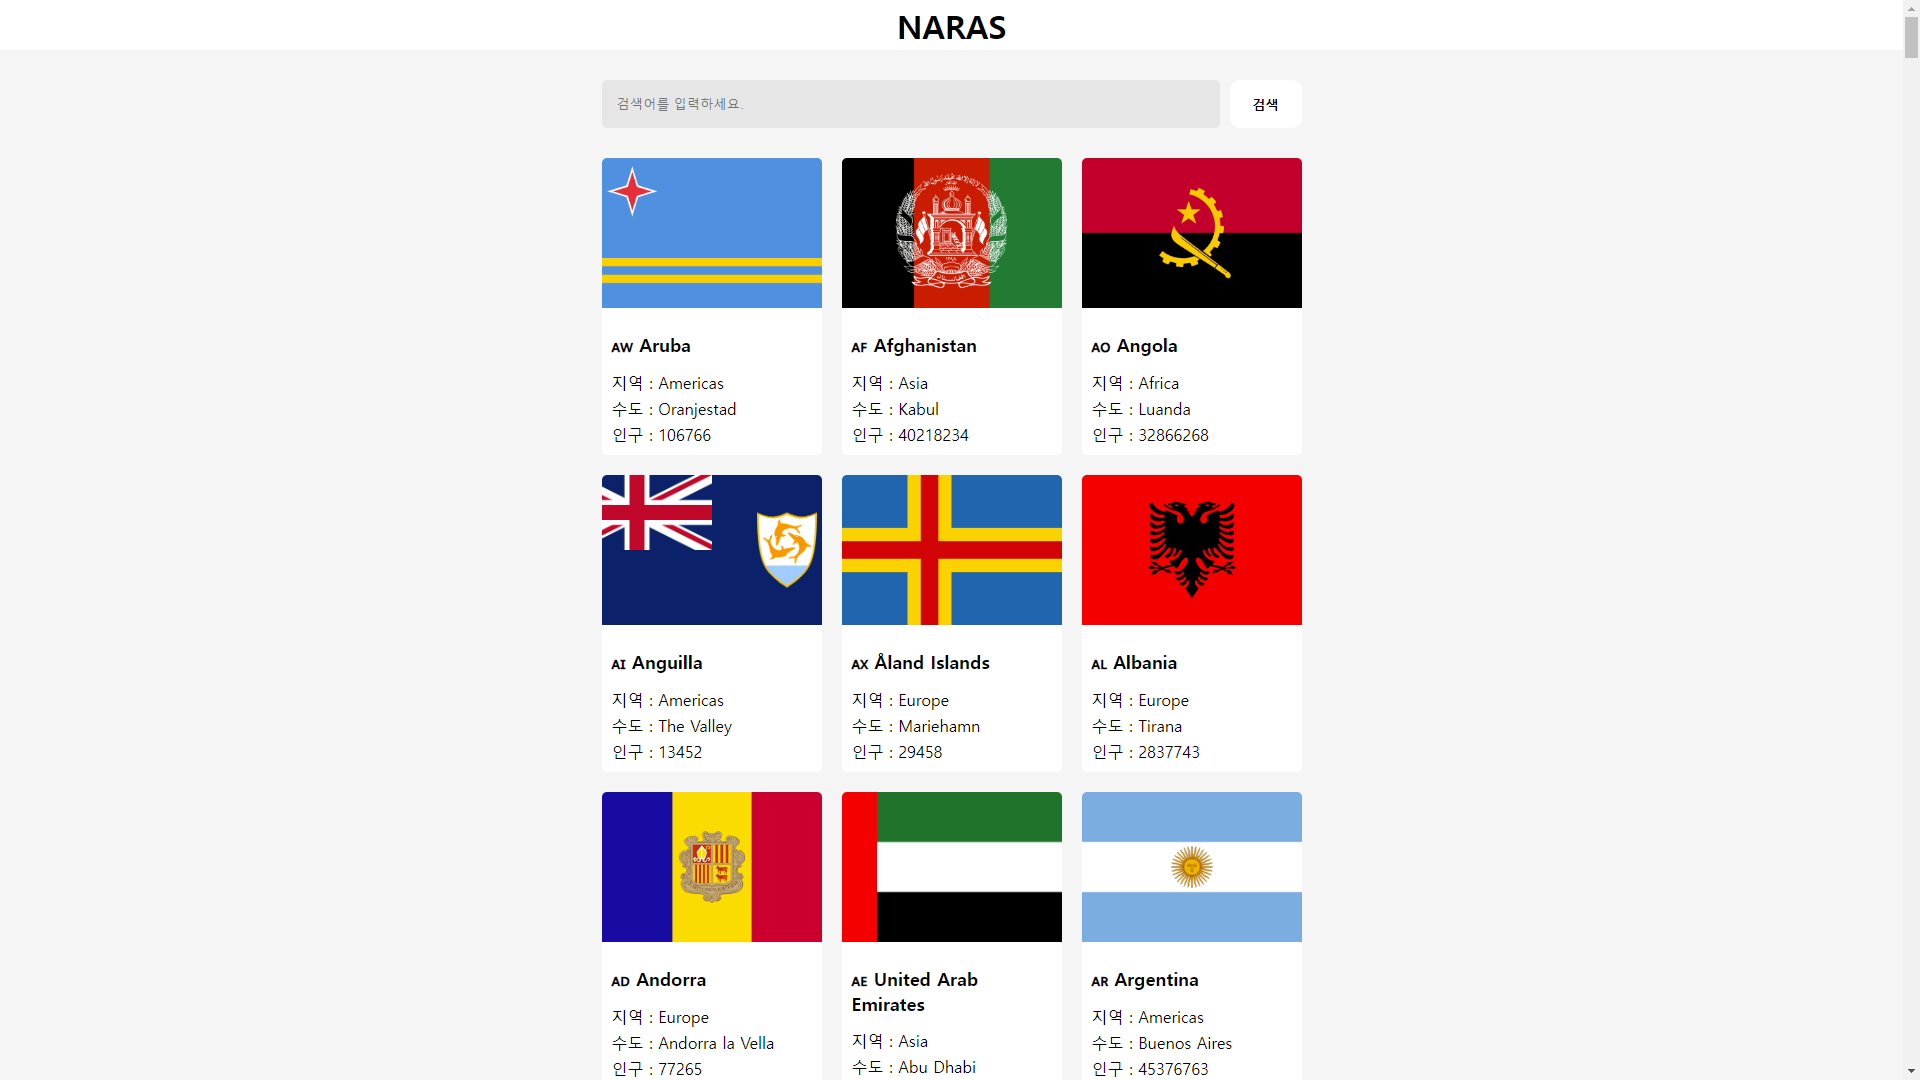 NARAS
검색어를 입력하세요.
검색
AW Aruba
지역 : Americas
수도 : Oranjestad
인구 : 106766
AF Afghanistan
지역 : Asia
수도 : Kabul
인구 : 40218234
AO Angola
지역 : Africa
수도 : Luanda
인구 : 32866268
AI Anguilla
지역 : Americas
수도 : The Valley
인구 : 13452
AX Åland Islands
지역 : Europe
수도 : Mariehamn
인구 : 29458
AL Albania
지역 : Europe
수도 : Tirana
인구 : 2837743
AD Andorra
지역 : Europe
수도 : Andorra la Vella
인구 : 77265
AE United Arab
Emirates
지역 : Asia
수도 : Abu Dhabi
AR Argentina
지역 : Americas
수도 : Buenos Aires
인구 : 45376763